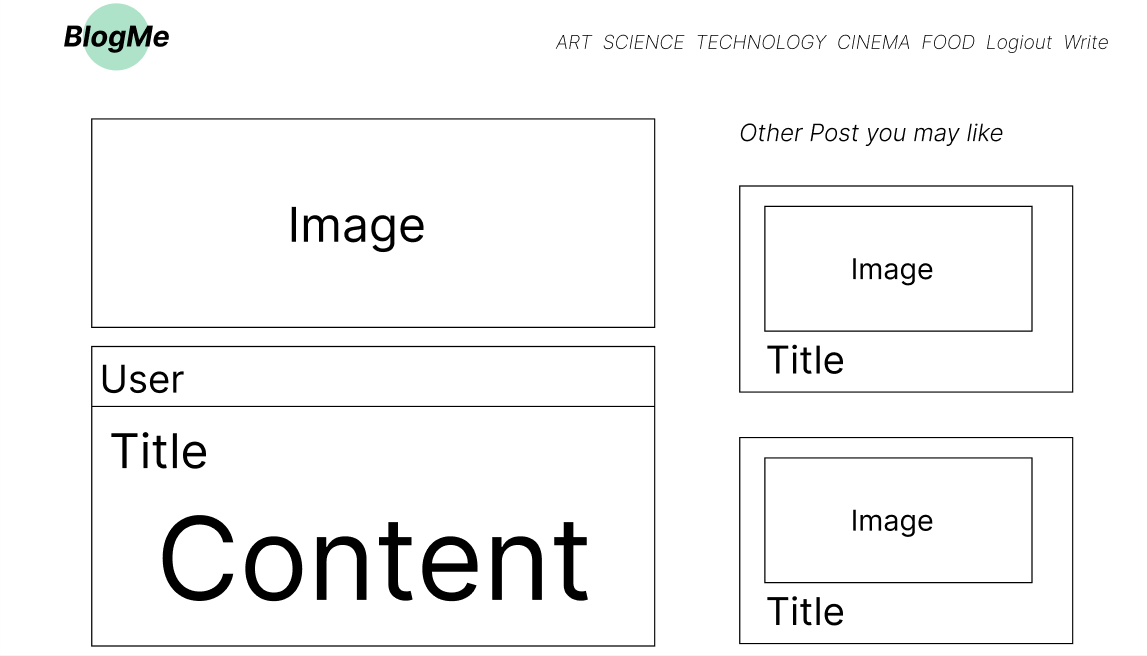 BlogMe
ART SCIENCE TECHNOLOGY CINEMA FOOD Logiout Write
Image
User
Title
Content
Other Post you may like
Image
Title
Image
Title